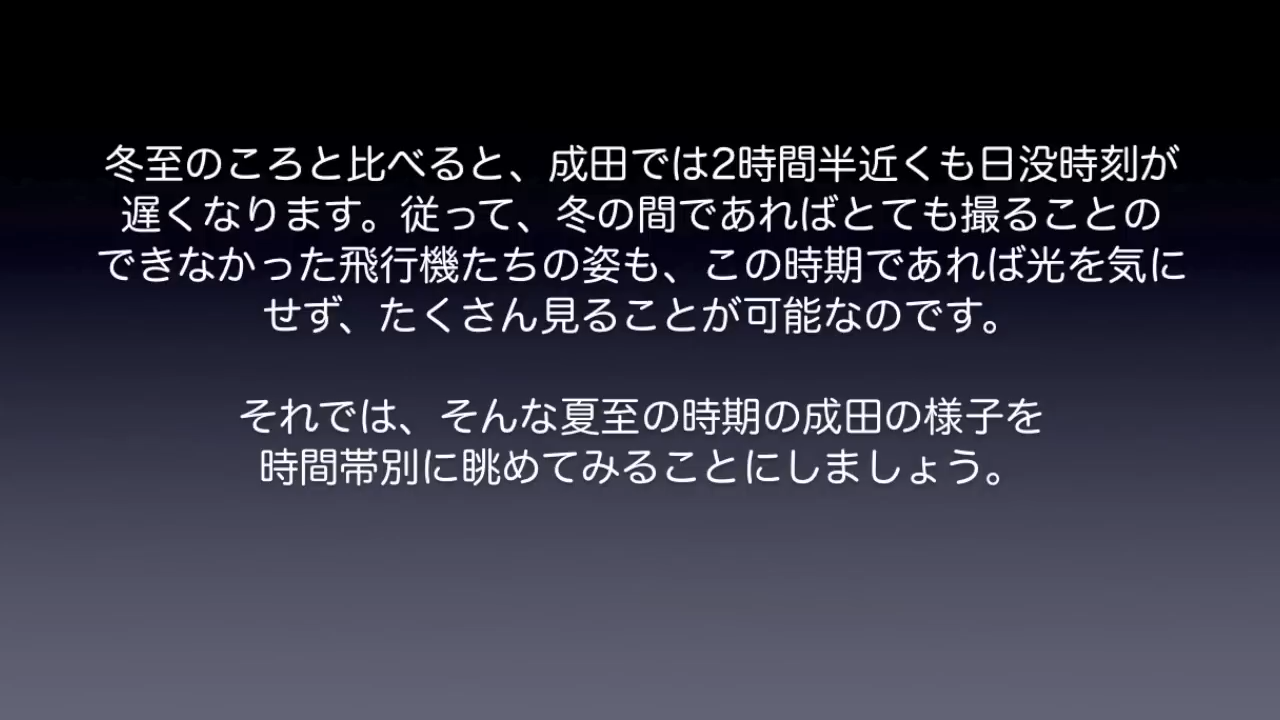 冬至のころと比べると、成田では2時間半近くも日没時刻が
遅くなります。従って、冬の間であればとても撮ることの
できなかった飛行機たちの姿も、この時期であれば光を気に
せず、たくさん見ることが可能なのです。
それでは、そんな夏至の時期の成田の様子を
時間帯別に眺めてみることにしましょう。